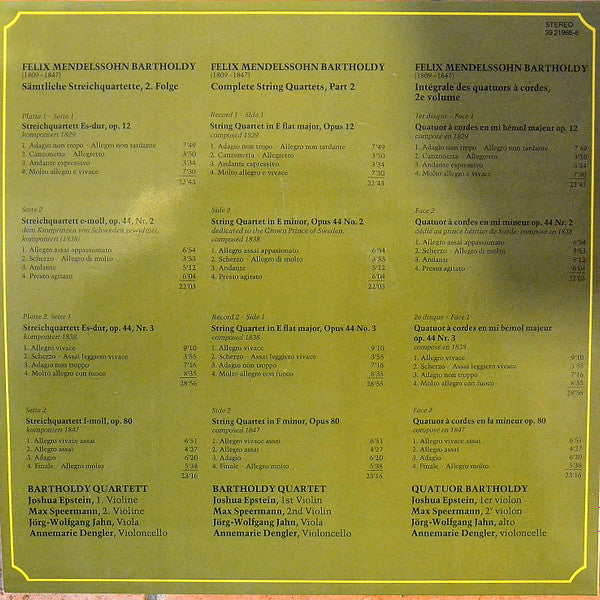 STEREO
39 21966-6
FELIX MENDELSSOHN BARTHOLDY
(1809–1847)
Sämtliche Streichquartette, 2. Folge
Platte 1 · Seite 1
Streichquartett Es-dur, op. 12
komponiert 1829
1. Adagio non tropo · Allegro non tardante 7'49
2. Canzonetta · Allegretto 3'50
3. Andante espressivo 3'34
4. Molto allegro e vivace 7'30
22'43
Seite 2
Streichquartett e-moll, op. 44, Nr. 2
dem Kronprinzen von Schweden gewidmet,
komponiert (1838)
1. Allegro assai appassionato 6'54
2. Scherzo · Allegro di molto 3'53
3. Andante 5'12
4. Presto agitato 6'04
22'03
Platte 2, Seite 1
Streichquartett Es-dur, op. 44, Nr. 3
komponiert 1838
1. Allegro vivace 9'10
2. Scherzo · Assai leggiero vivace 3'55
3. Adagio non troppo 7'16
4. Molto allegro con fuoco 8'35
28'56
Seite 2
Streichquartett f-moll, op. 80
komponiert 1847
1. Allegro vivace assai 6'51
2. Allegro assai 4'27
3. Adagio 6'20
4. Finale · Allegro molto 5'38
23'16
BARTHOLDY QUARTETT
Joshua Epstein, 1. Violine
Max Speermann, 2. Violine
Jörg-Wolfgang Jahn, Viola
Annemarie Dengler, Violoncello
FELIX MENDELSSOHN BARTHOLDY
(1809–1847)
Complete String Quartets, Part 2
Record 1 · Side 1
String Quartet in E flat major, Opus 12
composed 1829
1. Adagio non tropo · Allegro non tardante 7'49
2. Canzonetta · Allegretto 3'50
3. Andante espressivo 3'34
4. Molto allegro e vivace 7'30
22'43
Side 2
String Quartet in E minor, Opus 44 No. 2
dedicated to the Crown Prince of Sweden,
composed 1838
1. Allegro assai appassionato 6'54
2. Scherzo · Allegro di molto 3'53
3. Andante 5'12
4. Presto agitato 6'04
22'03
Record 2 · Side 1
String Quartet in E flat major, Opus 44 No. 3
composed 1838
1. Allegro vivace 9'10
2. Scherzo · Assai leggiero vivace 3'55
3. Adagio non troppo 7'16
4. Molto allegro con fuoco 8'35
28'56
Side 2
String Quartet in F minor, Opus 80
composed 1847
1. Allegro vivace assai 6'51
2. Allegro assai 4'27
3. Adagio 6'20
4. Finale · Allegro molto 5'38
23'16
BARTHOLDY QUARTET
Joshua Epstein, 1st Violin
Max Speermann, 2nd Violin
Jörg-Wolfgang Jahn, Viola
Annemarie Dengler, Violoncello
FELIX MENDELSSOHN BARTHOLDY
(1809–1847)
Intégrale des quatuors à cordes,
2e volume
1er disque · Face 1
Quatuor à cordes en mi bémol majeur op. 12
composé en 1829
1. Adagio non tropo · Allegro non tardante 7'49
2. Canzonetta · Allegretto 3'50
3. Andante espressivo 3'34
4. Molto allegro e vivace 7'30
22'43
Face 2
Quatuor à cordes en mi mineur op. 44 Nr. 2
dédié au prince héritier de Suède, composé en 1838
1. Allegro assai appassionato 6'54
2. Scherzo · Allegro di molto 3'53
3. Andante 5'12
4. Presto agitato 6'04
22'03
2e disque · Face 1
Quatuor à cordes en mi bémol majeur
op. 44 Nr. 3
composé en 1838
1. Allegro vivace 9'10
2. Scherzo · Assai leggiero vivace 3'55
3. Adagio non troppo 7'16
4. Molto allegro con fuoco 8'35
28'56
Face 2
Quatuor à cordes en fa mineur op. 80
composé en 1847
1. Allegro vivace assai 6'51
2. Allegro assai 4'27
3. Adagio 6'20
4. Finale · Allegro molto 5'38
23'16
QUATUOR BARTHOLDY
Joshua Epstein, 1er violon
Max Speermann, 2e violon
Jörg-Wolfgang Jahn, alto
Annemarie Dengler, violoncelle